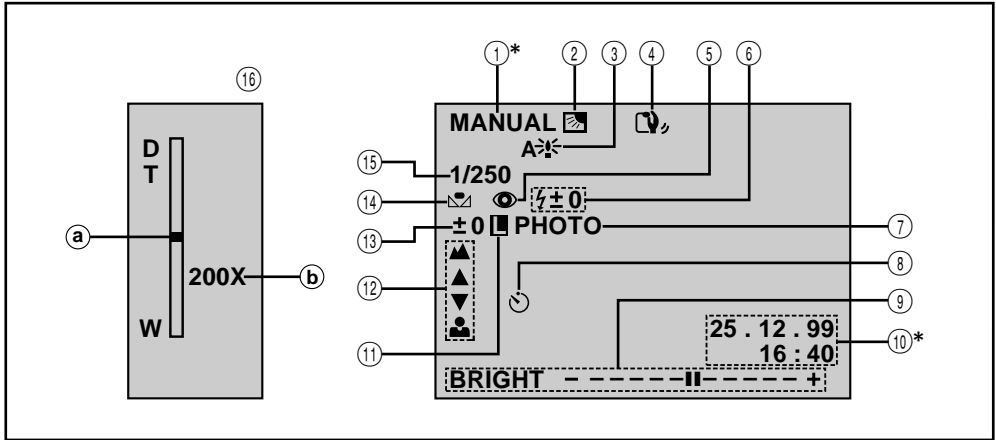 ⑯
D
T
ⓐ
200X
ⓑ
W
①*
②
③
④
⑤
⑥
MANUAL
A
⑮
1/250
⑭
± 0
⑬
± 0
L PHOTO
⑦
⑫
⑧
⑨
25 . 12 . 99
16 : 40
⑩*
⑪
BRIGHT - - - - - - - - +